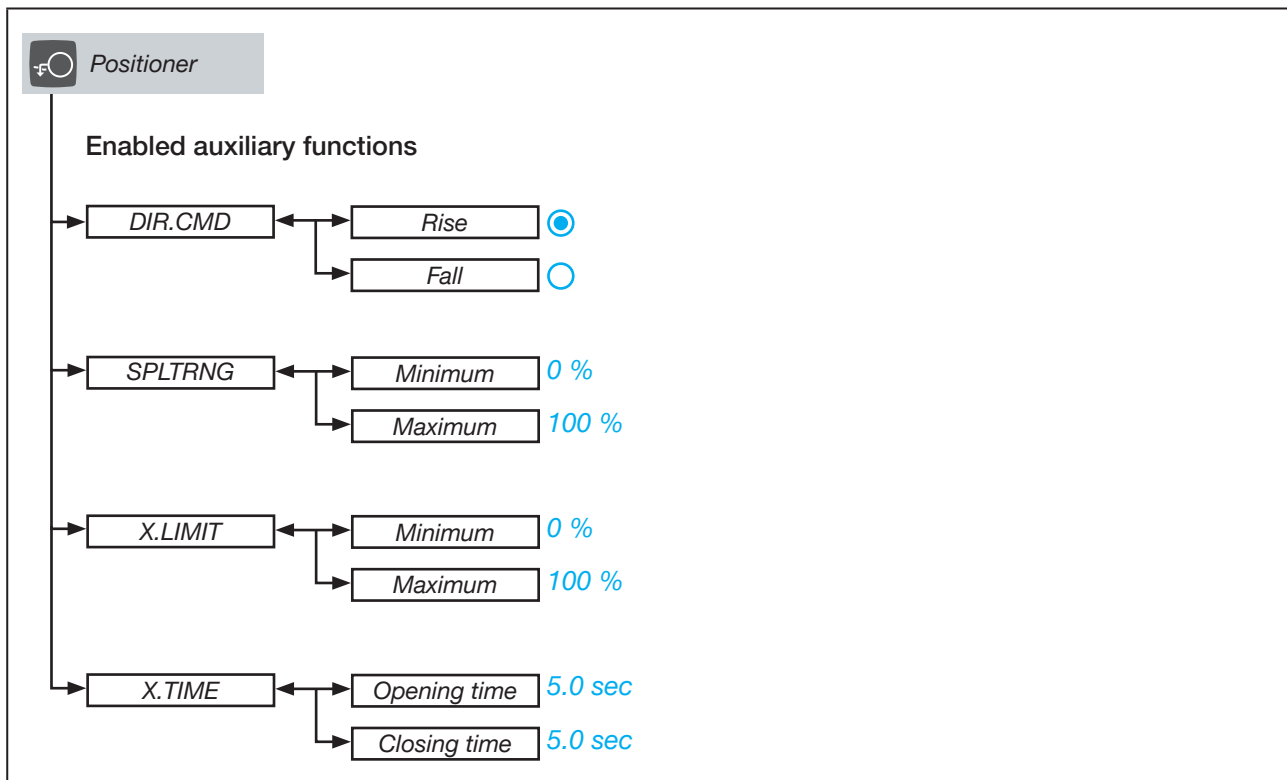 Positioner
Enabled auxiliary functions
DIR.CMD
Rise
Fall
SPLTRNG
Minimum 0 %
Maximum 100 %
X.LIMIT
Minimum 0 %
Maximum 100 %
X.TIME
Opening time 5.0 sec
Closing time 5.0 sec